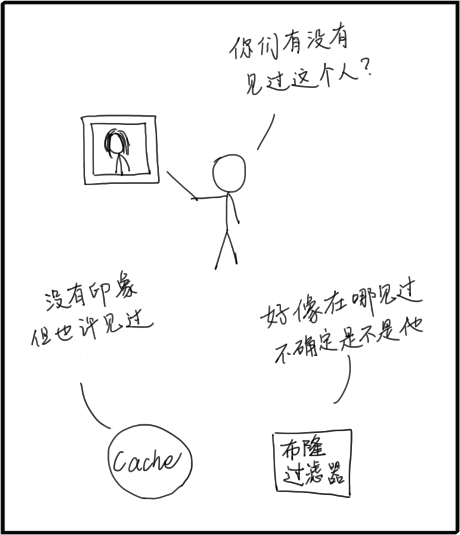 你们有没有
见过这个人?
没有印象
但也许见过
好像在哪见过
不确定是不是他
Cache
布隆
过滤器